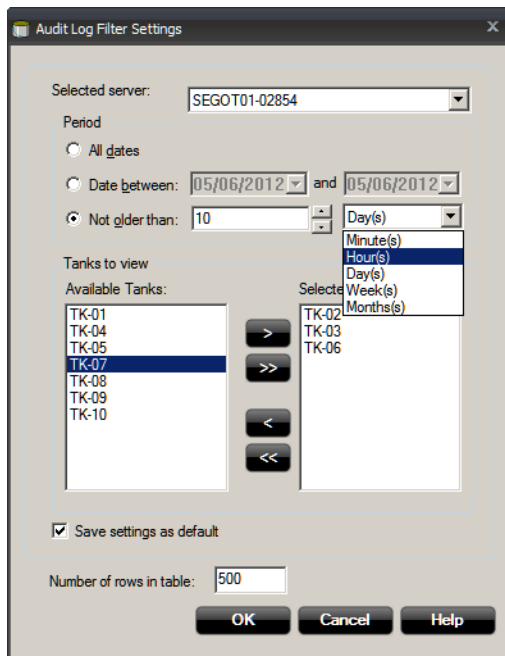 Audit Log Filter Settings
x
Selected server: SEGOT01-02854
Period
All dates
Date between: 05/06/2012 and 05/06/2012
Not older than: 10 Day(s)
Minute(s)
Hour(s)
Day(s)
Week(s)
Months(s)
Tanks to view
Available Tanks:
TK-01
TK-04
TK-05
TK-07
TK-08
TK-09
TK-10
>
>>
<
<<
Selecte
TK-02
TK-03
TK-06
Save settings as default
Number of rows in table: 500
OK Cancel Help